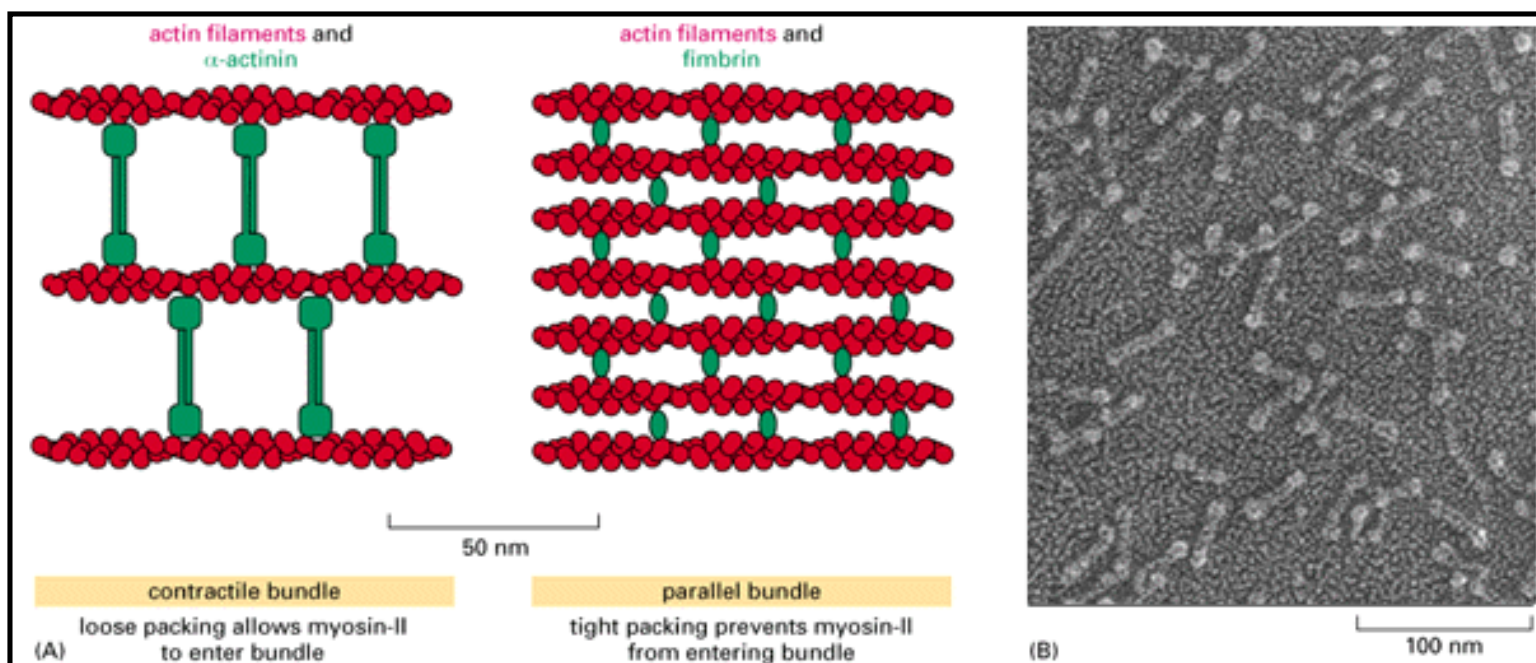 actin filaments and
α-actinin
actin filaments and
fimbrin
50 nm
contractile bundle
loose packing allows myosin-II
to enter bundle
parallel bundle
tight packing prevents myosin-II
from entering bundle
(A)
100 nm
(B)